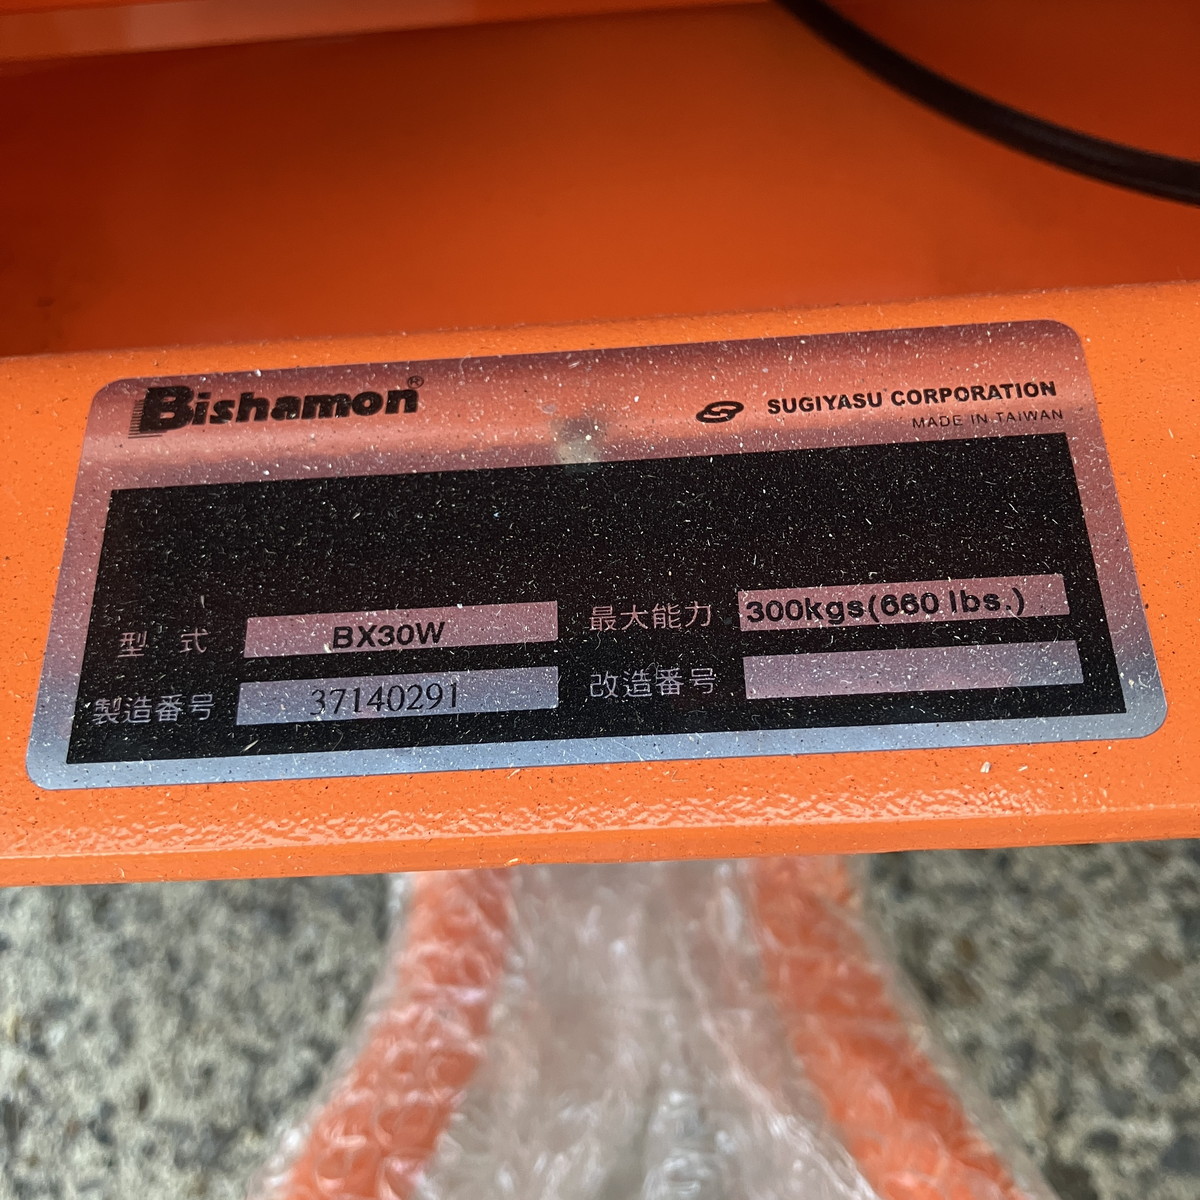 Bishamon®
SUGIYASU CORPORATION
MADE IN TAIWAN
型 式 BX30W
最大能力 300kgs(660 lbs.)
製造番号 37140291
改造番号